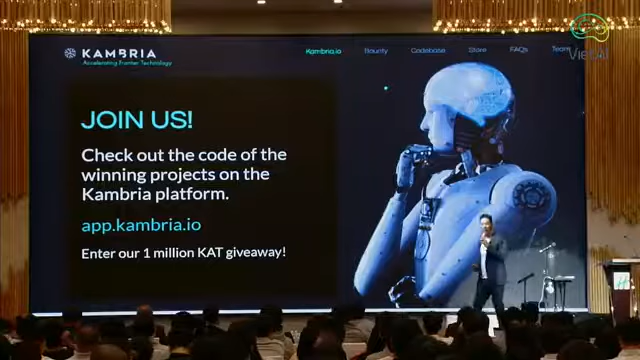 KAMBRIA
Accelerating Frontier Technology
Kambria.io Bounty Codebase Store FAQs Team
VietAI
JOIN US!
Check out the code of the
winning projects on the
Kambria platform.
app.kambria.io
Enter our 1 million KAT giveaway!